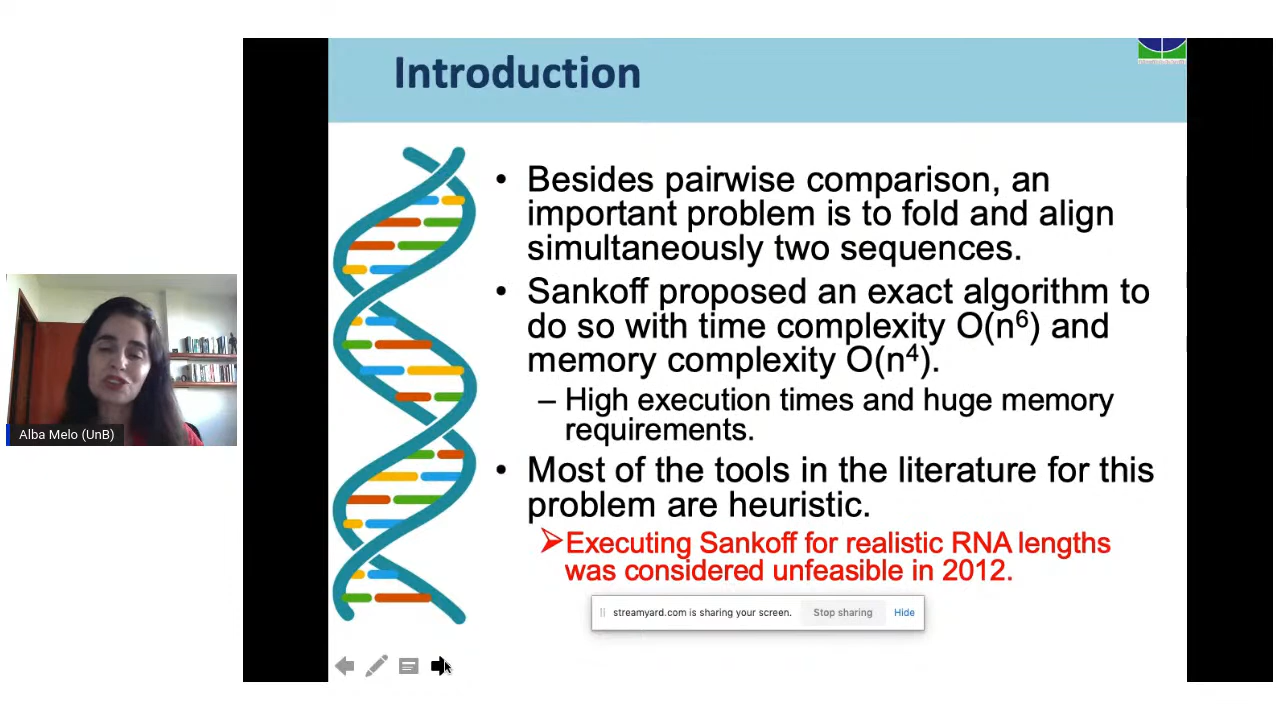 Introduction
• Besides pairwise comparison, an
important problem is to fold and align
simultaneously two sequences.
• Sankoff proposed an exact algorithm to
do so with time complexity O(n⁶) and
memory complexity O(n⁴).
– High execution times and huge memory
requirements.
• Most of the tools in the literature for this
problem are heuristic.
➢Executing Sankoff for realistic RNA lengths
was considered unfeasible in 2012.
streamyard.com is sharing your screen. Stop sharing Hide
Alba Melo (UnB)